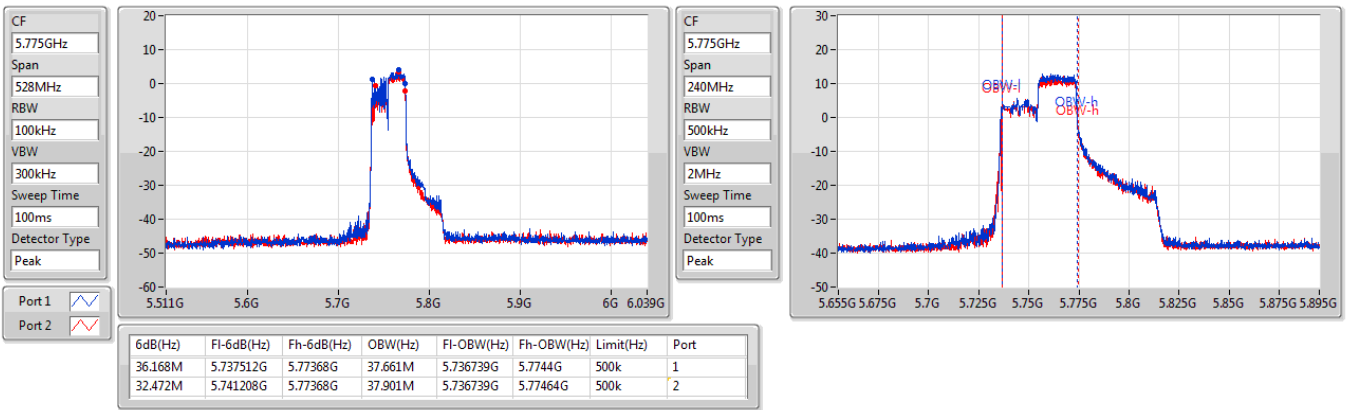 CF
5.775GHz
Span
528MHz
RBW
100kHz
VBW
300kHz
Sweep Time
100ms
Detector Type
Peak
Port 1
Port 2
20
10
0
-10
-20
-30
-40
-50
-60
5.511G 5.6G 5.7G 5.8G 5.9G 6G 6.039G
CF
5.775GHz
Span
240MHz
RBW
500kHz
VBW
2MHz
Sweep Time
100ms
Detector Type
Peak
30
20
10
0
-10
-20
-30
-40
-50
OBW-l
OBW-l
OBW-h
OBW-h
5.655G 5.675G 5.7G 5.725G 5.75G 5.775G 5.8G 5.825G 5.85G 5.875G 5.895G
6dB(Hz) Fl-6dB(Hz) Fh-6dB(Hz) OBW(Hz) Fl-OBW(Hz) Fh-OBW(Hz) Limit(Hz) Port
36.168M 5.737512G 5.77368G 37.661M 5.736739G 5.7744G 500k 1
32.472M 5.741208G 5.77368G 37.901M 5.736739G 5.77464G 500k 2